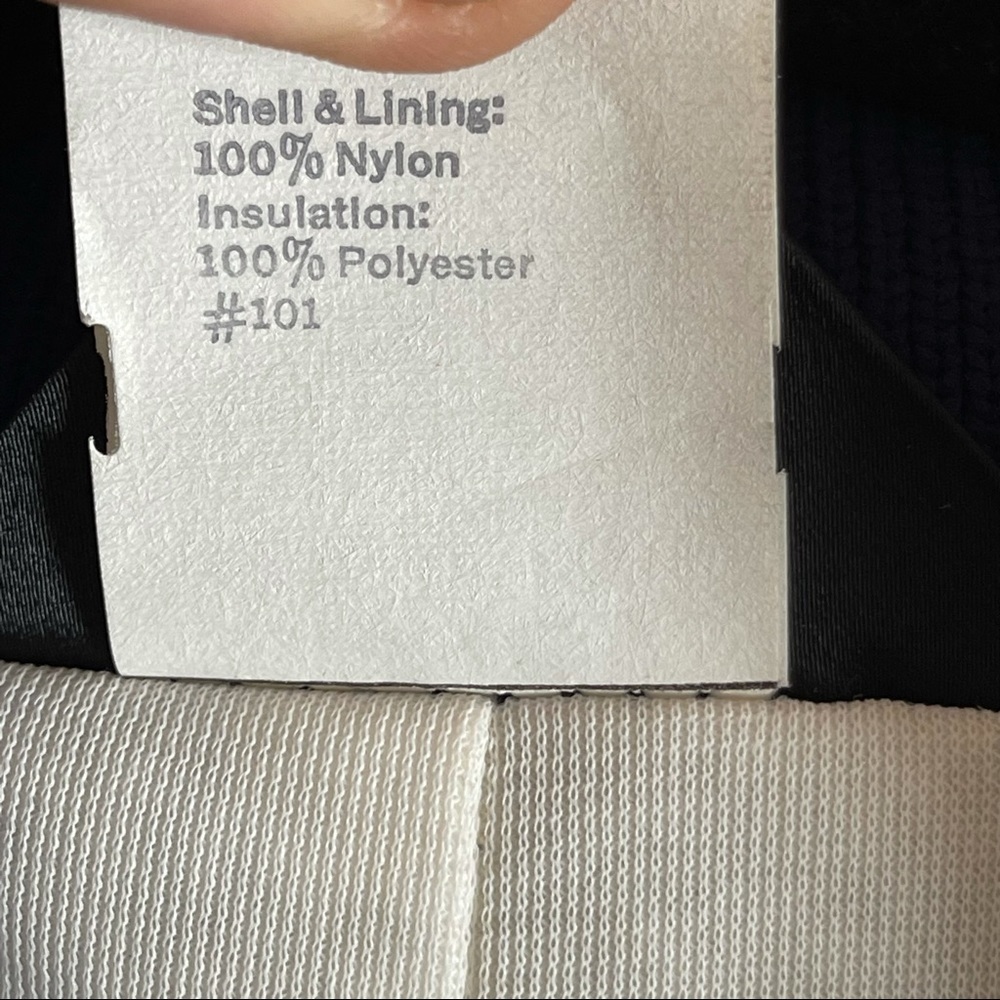 Shell & Lining:
100% Nylon
Insulation:
100% Polyester
#101